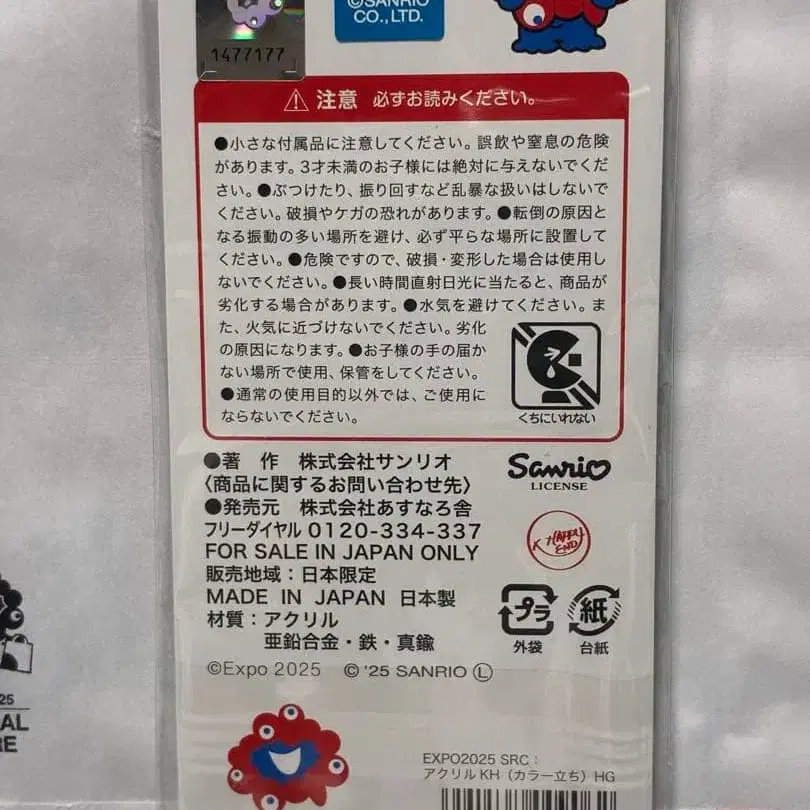 ©SANRIO
CO., LTD.
1477177
注意 必ずお読みください。
●小さな付属品に注意してください。誤飲や窒息の危険
があります。3才未満のお子様には絶対に与えないでくだ
さい。●ぶつけたり、振り回すなど乱暴な扱いはしないで
ください。破損やケガの恐れがあります。●転倒の原因と
なる振動の多い場所を避け、必ず平らな場所に設置して
ください。●危険ですので、破損・変形した場合は使用し
ないでください。●長い時間直射日光に当たると、商品が
劣化する場合があります。●水気を避けてください。ま
た、火気に近づけないでください。劣化
の原因になります。●お子様の手の届か
ない場所で使用、保管をしてください。
●通常の使用目的以外では、ご使用に
ならないでください。
くちにいれない
●著 作 株式会社サンリオ
〈商品に関するお問い合わせ先〉
●発売元 株式会社あすなろ舎
フリーダイヤル 0120-334-337
FOR SALE IN JAPAN ONLY
販売地域：日本限定
MADE IN JAPAN 日本製
材質：アクリル
亜鉛合金・鉄・真鍮
©Expo 2025 © '25 SANRIO Ⓛ
Sanrio
LICENSE
K HAPPY
END
プラ
外袋
紙
台紙
EXPO2025 SRC：
アクリルKH（カラー立ち）HG
25
AL
RE